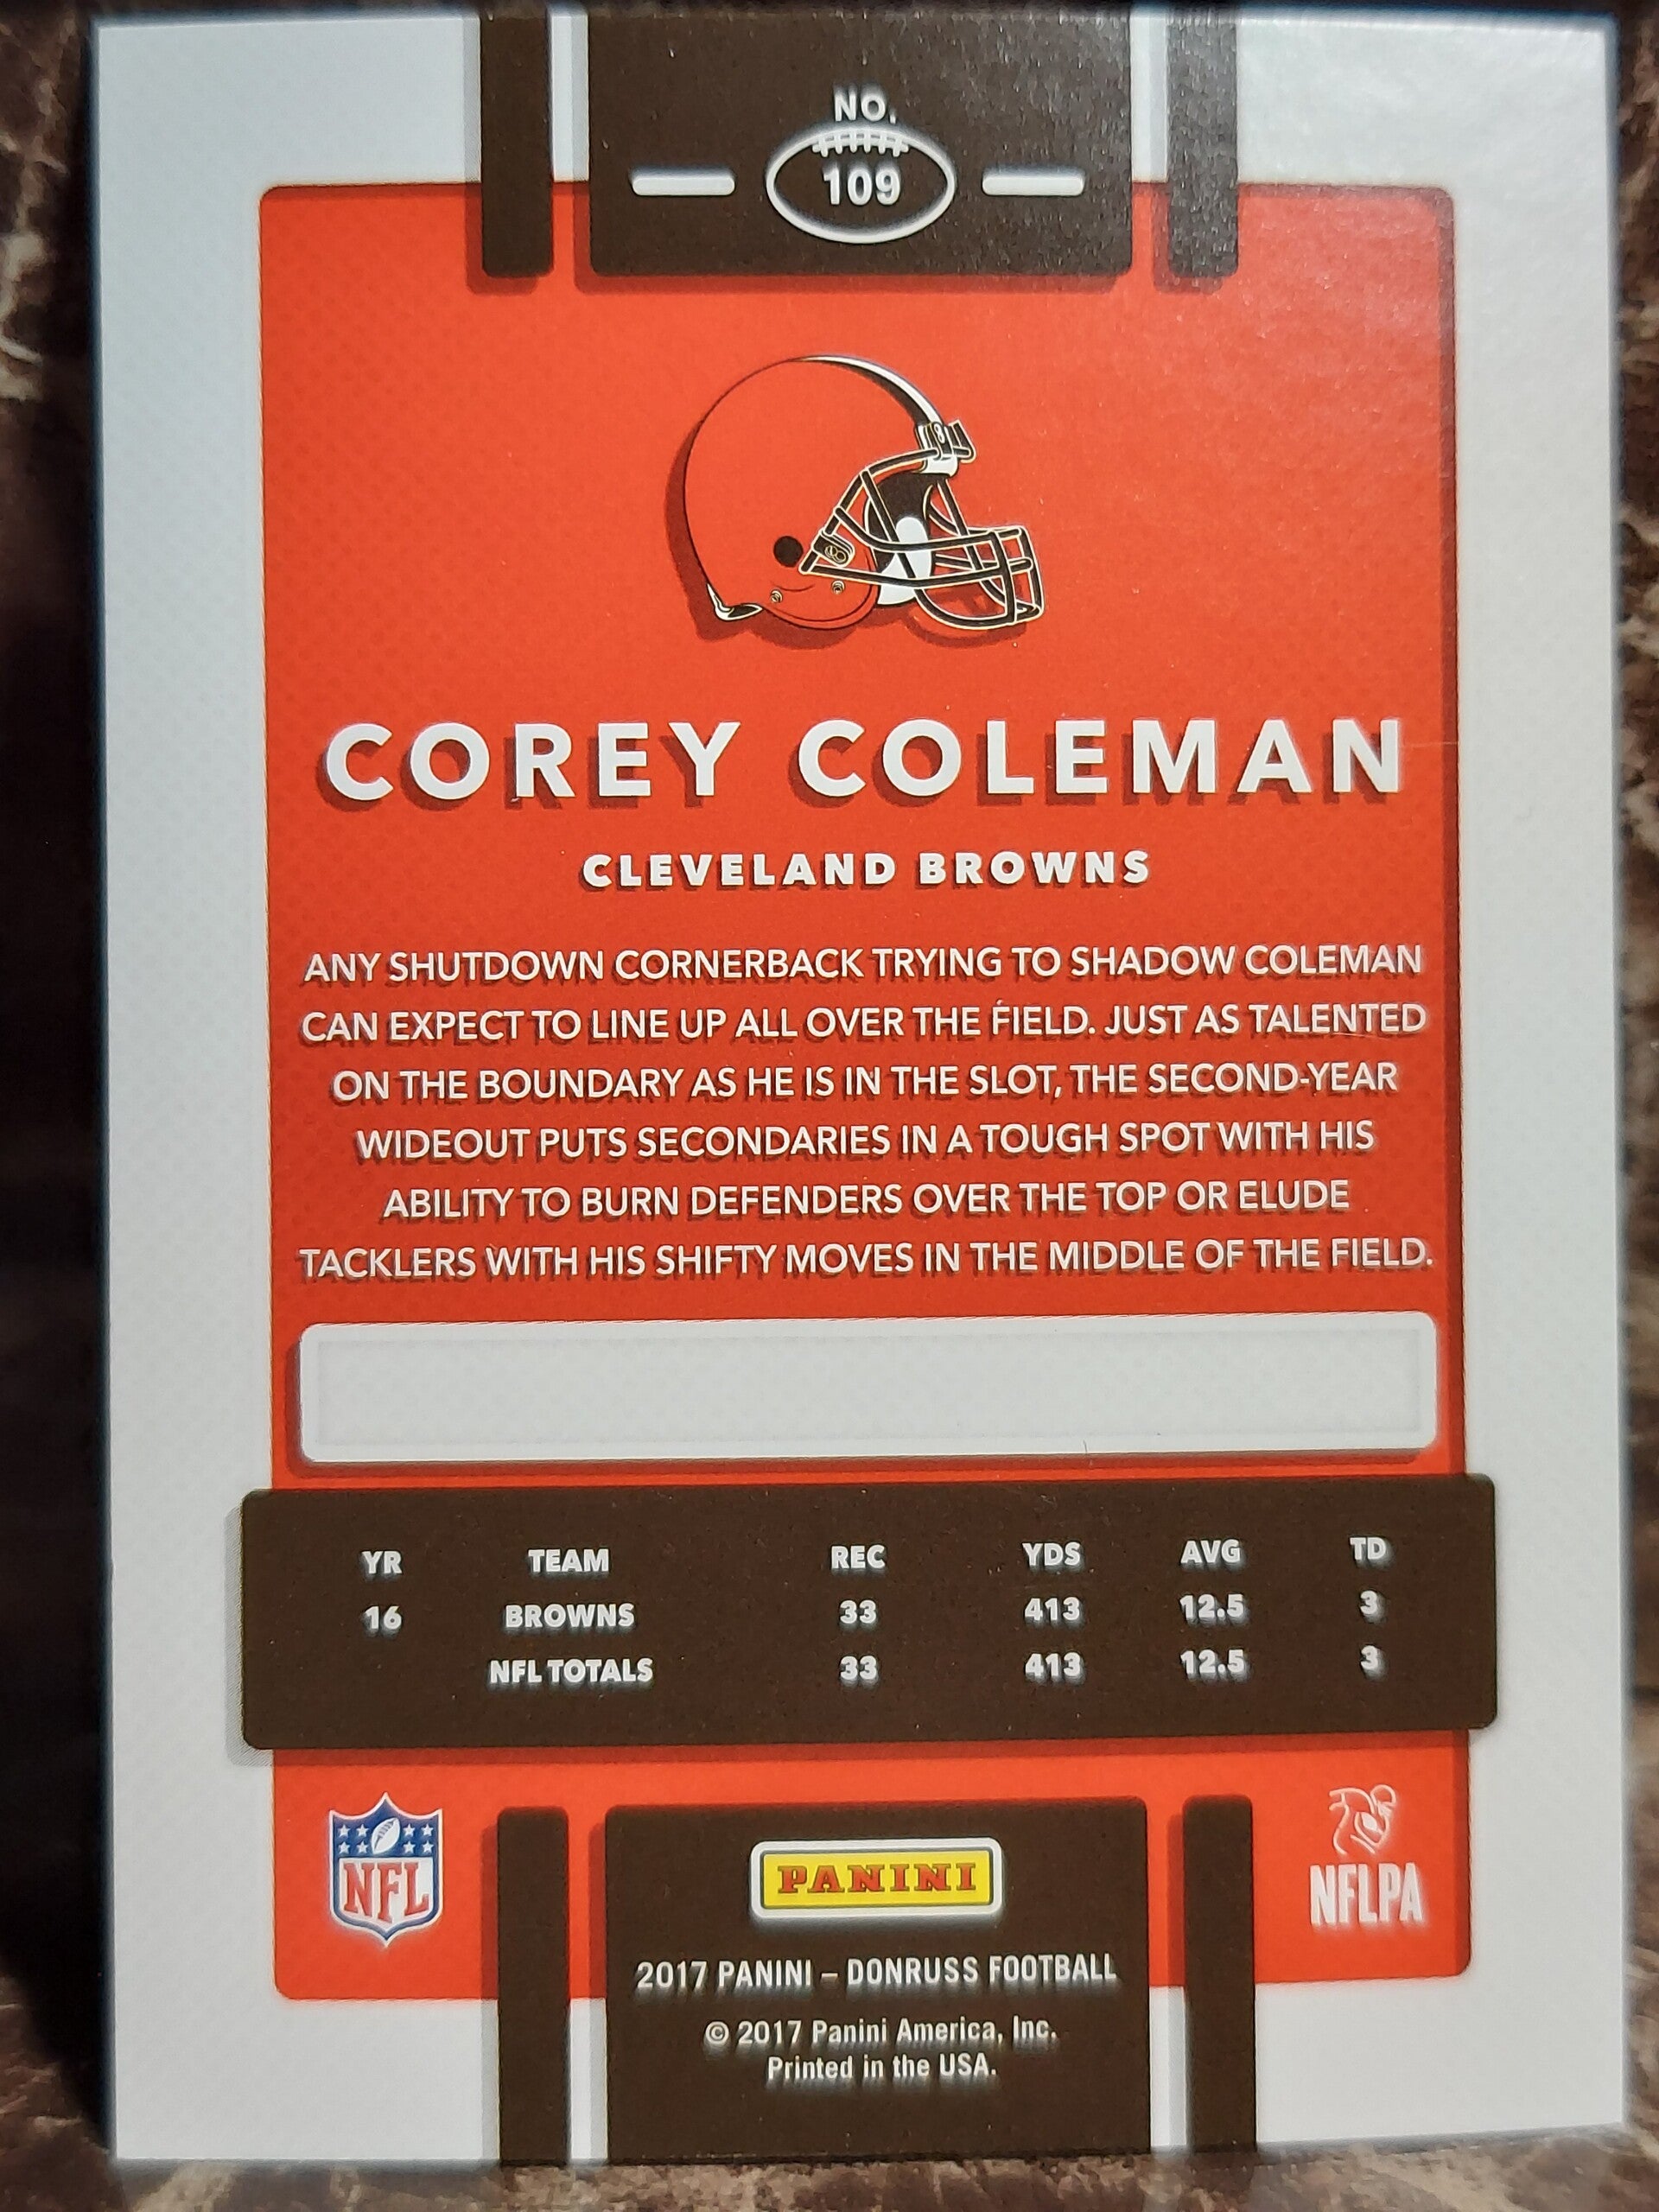 NO.
109
COREY COLEMAN
CLEVELAND BROWNS
ANY SHUTDOWN CORNERBACK TRYING TO SHADOW COLEMAN
CAN EXPECT TO LINE UP ALL OVER THE FIELD. JUST AS TALENTED
ON THE BOUNDARY AS HE IS IN THE SLOT, THE SECOND-YEAR
WIDEOUT PUTS SECONDARIES IN A TOUGH SPOT WITH HIS
ABILITY TO BURN DEFENDERS OVER THE TOP OR ELUDE
TACKLERS WITH HIS SHIFTY MOVES IN THE MIDDLE OF THE FIELD.
YR TEAM REC YDS AVG TD
16 BROWNS 33 413 12.5 3
NFL TOTALS 33 413 12.5 3
NFL
PANINI
NFLPA
2017 PANINI – DONRUSS FOOTBALL
© 2017 Panini America, Inc.
Printed in the USA.